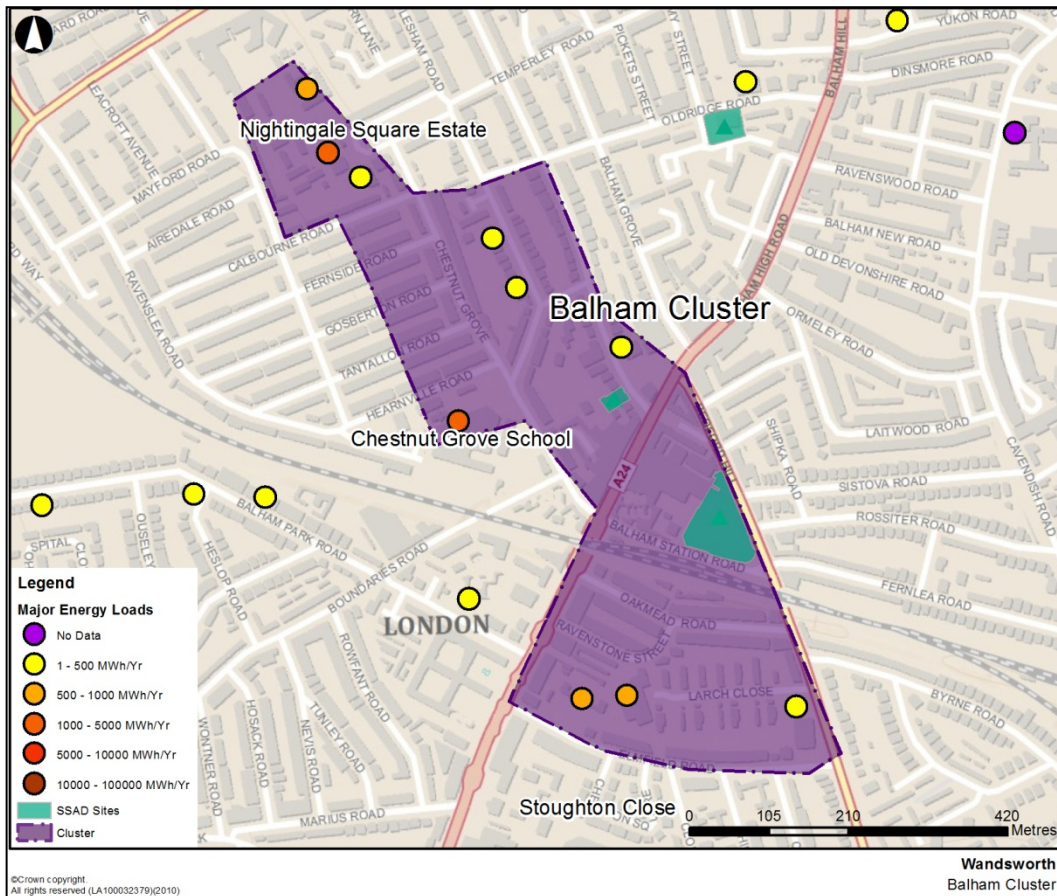 YUKON ROAD
DINSMORE ROAD
BALHAM HILL
PICKETS STREET
TEMPERLEY ROAD
OLDRIDGE ROAD
EACROFT AVENUE
Nightingale Square Estate
MAYFORD ROAD
RAVENSWOOD ROAD
BALHAM GROVE
BALHAM NEW ROAD
AIREDALE ROAD
CALBOURNE ROAD
OLD DEVONSHIRE ROAD
FERNSIDE ROAD
CHESTNUT GROVE
RAVENSLEA ROAD
GOSBERTON ROAD
Balham Cluster
AM HIGH ROAD
ORMELEY ROAD
TANTALLON ROAD
HEARNVILLE ROAD
Chestnut Grove School
LAITWOOD ROAD
CAVENDISH ROAD
SHIPKA ROAD
A24
SISTOVA ROAD
ROSSITER ROAD
BALHAM PARK ROAD
BALHAM STATION ROAD
HESLOP ROAD
BOUNDARIES ROAD
FERNLEA ROAD
OAKMEAD ROAD
LONDON
RAVENSTONE STREET
ROWFANT ROAD
LARCH CLOSE
BYRNE ROAD
WONTNER ROAD
HOSACK ROAD
TUNLEY ROAD
NEVIS ROAD
MARIUS ROAD
Stoughton Close
Legend
Major Energy Loads
No Data
1 - 500 MWh/Yr
500 - 1000 MWh/Yr
1000 - 5000 MWh/Yr
5000 - 10000 MWh/Yr
10000 - 100000 MWh/Yr
SSAD Sites
Cluster
0 105 210 420
Metres
Wandsworth
Balham Cluster
©Crown copyright.
All rights reserved (LA100032379)(2010)